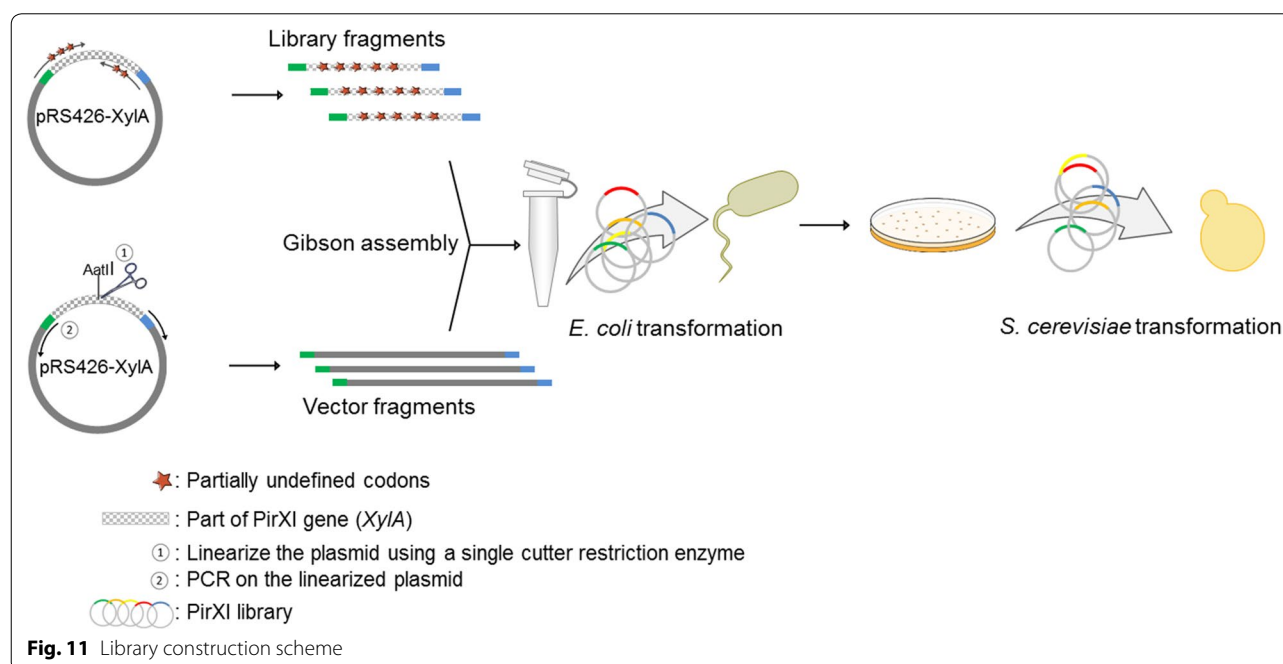 Library fragments
pRS426-XylA
Gibson assembly
AatII
1
2
pRS426-XylA
Vector fragments
E. coli transformation
S. cerevisiae transformation
: Partially undefined codons
: Part of PirXI gene (XylA)
1 : Linearize the plasmid using a single cutter restriction enzyme
2 : PCR on the linearized plasmid
: PirXI library
Fig. 11 Library construction scheme